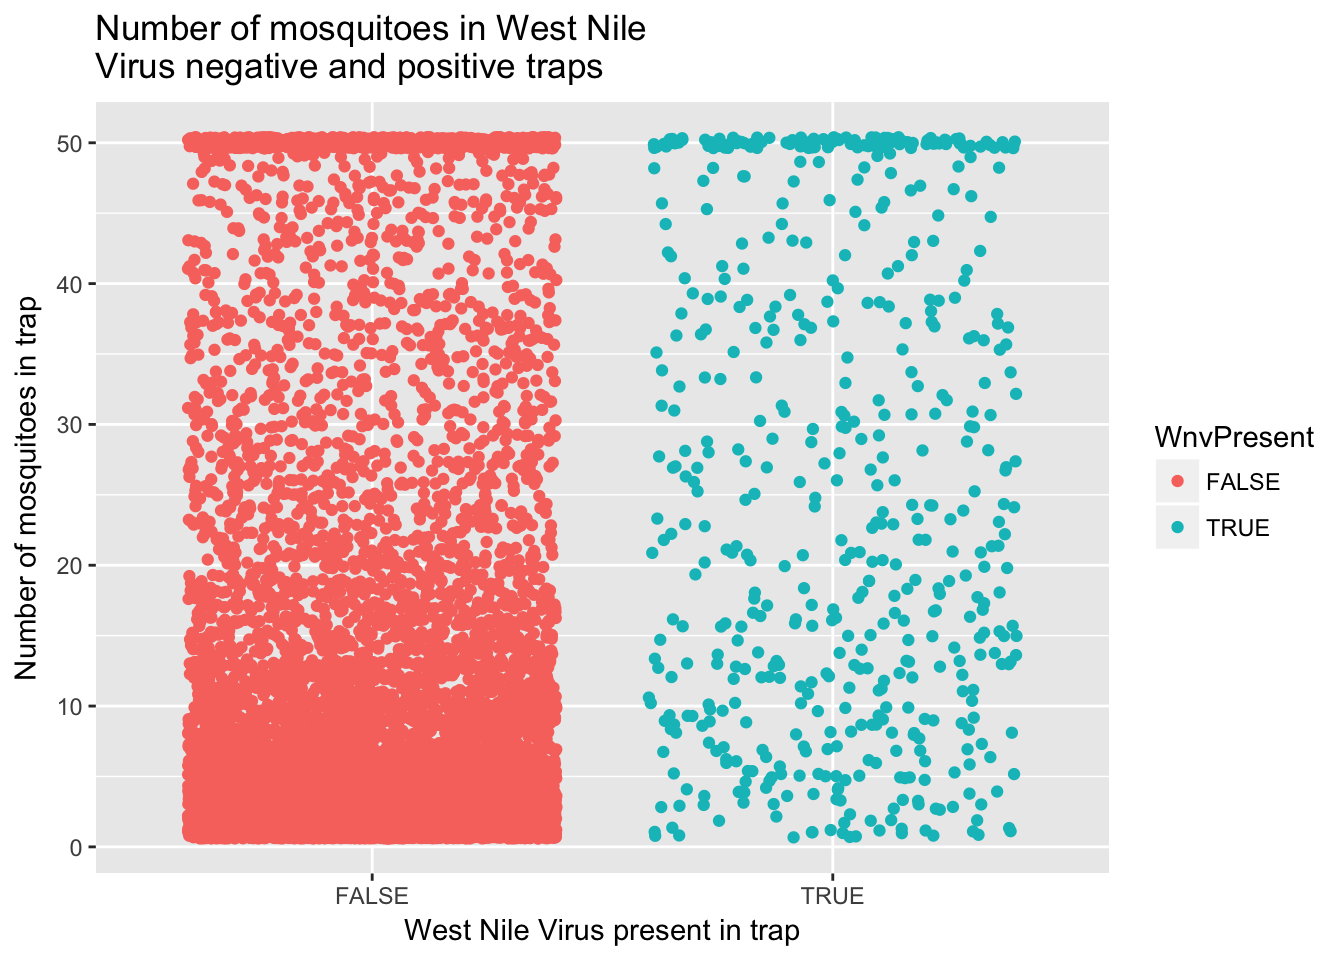 Number of mosquitoes in West Nile
Virus negative and positive traps
Number of mosquitoes in trap
50
40
30
20
10
0
FALSE
TRUE
West Nile Virus present in trap
WnvPresent
FALSE
TRUE